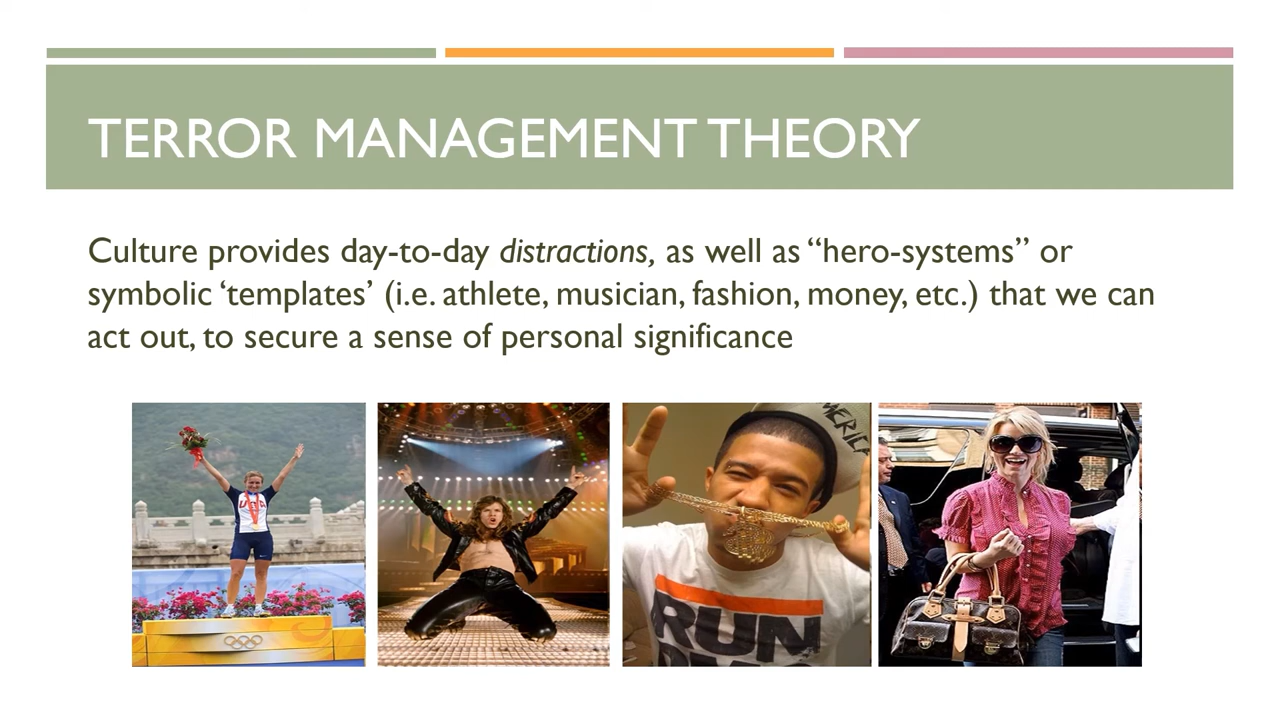 TERROR MANAGEMENT THEORY
Culture provides day-to-day distractions, as well as “hero-systems” or
symbolic ‘templates’ (i.e. athlete, musician, fashion, money, etc.) that we can
act out, to secure a sense of personal significance
RUN